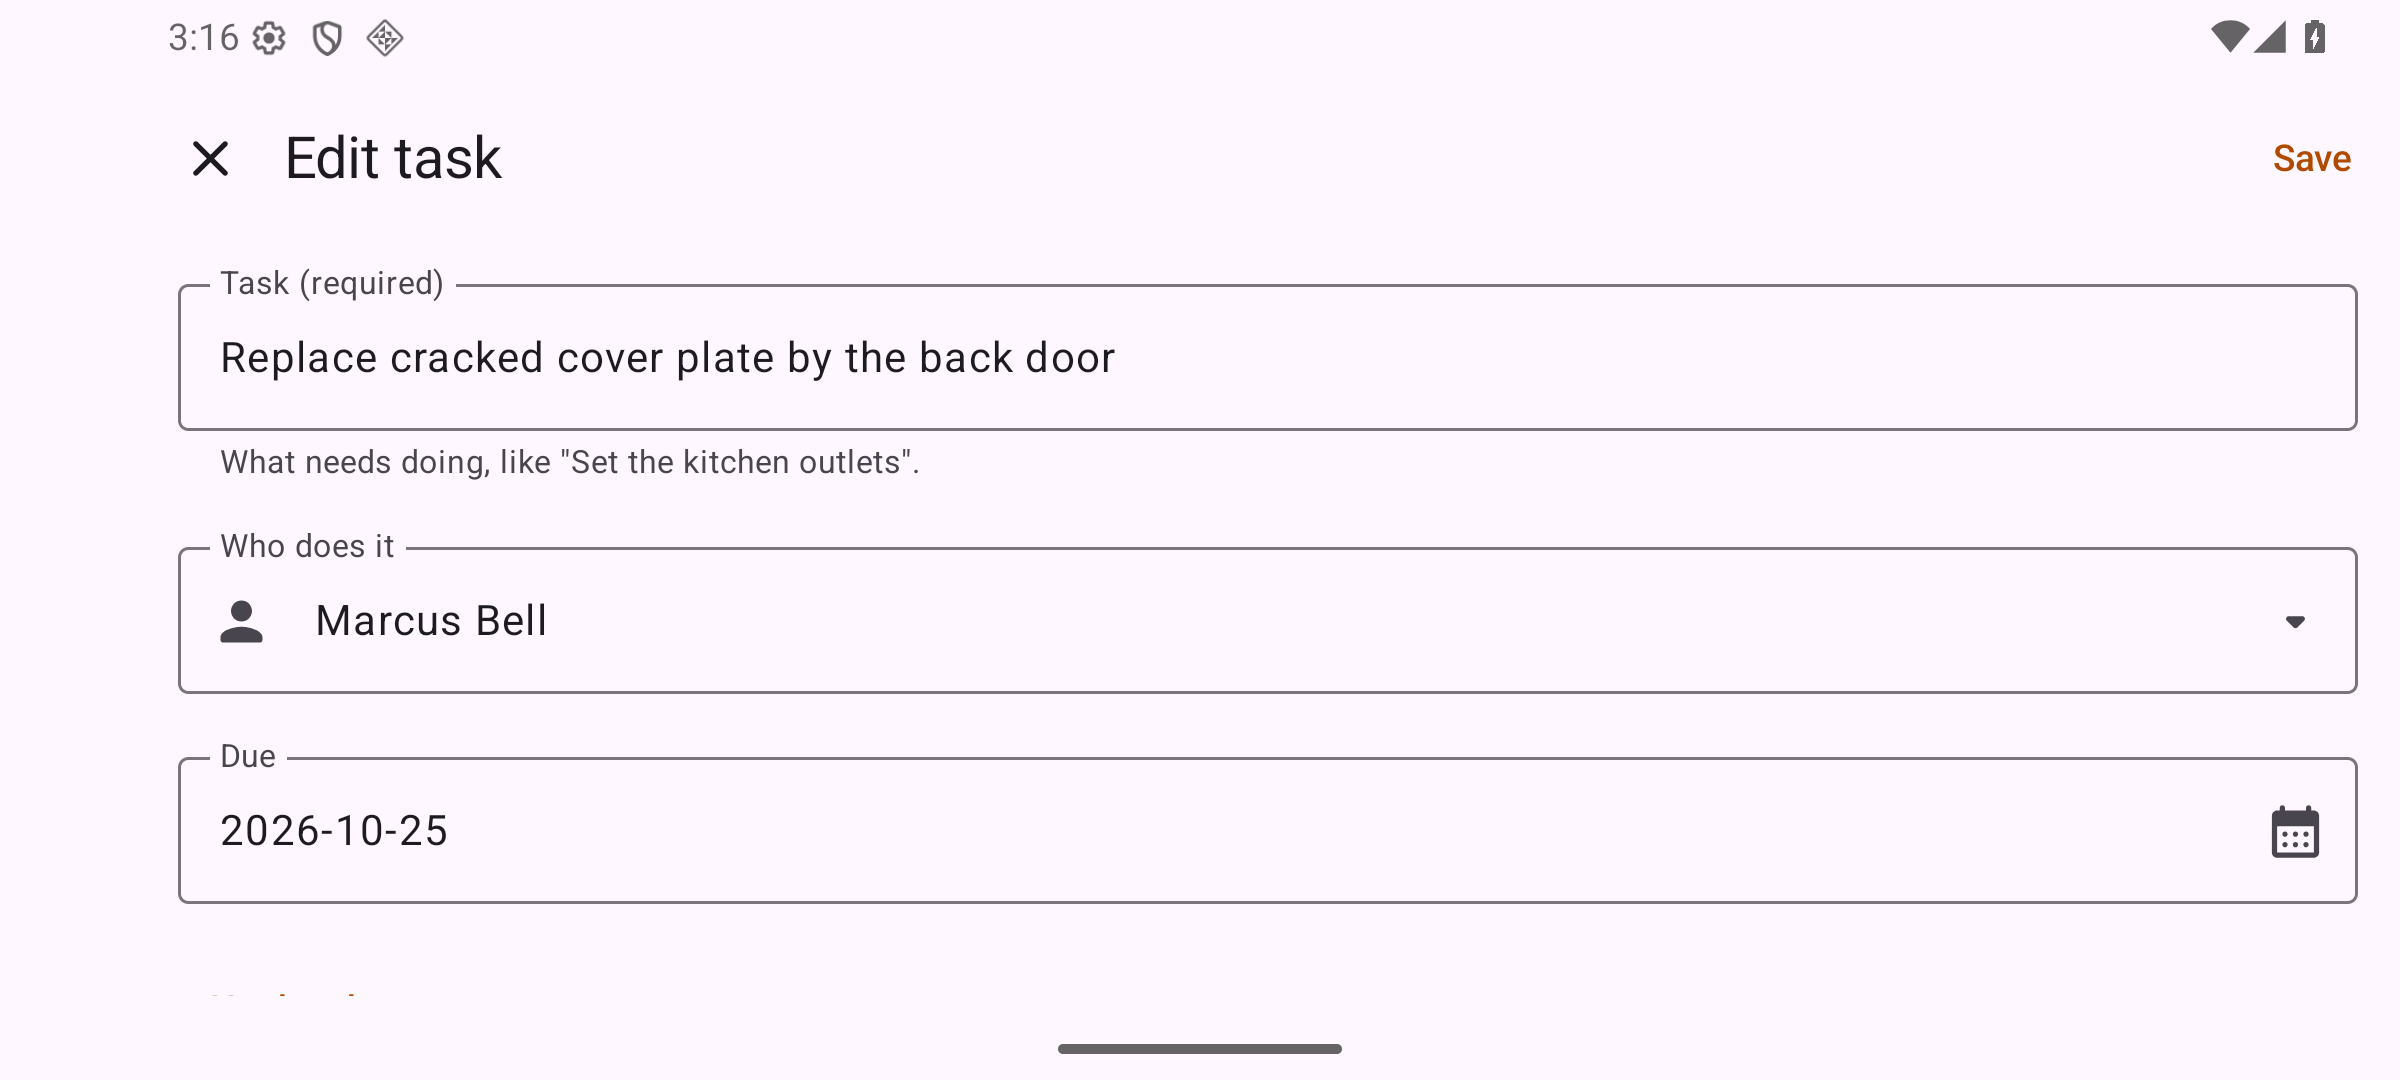 3:16
Edit task
Save
Task (required)
Replace cracked cover plate by the back door
What needs doing, like "Set the kitchen outlets".
Who does it
Marcus Bell
Due
2026-10-25